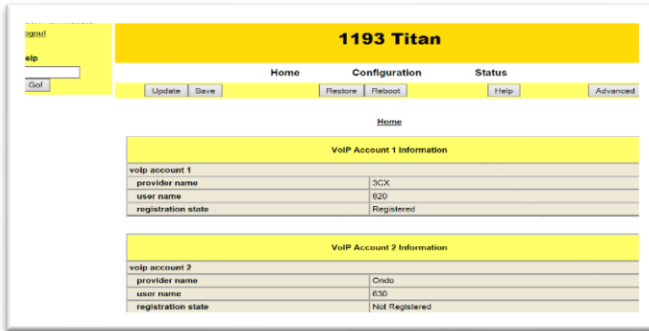 ogout
elp
Go!
1193 Titan
Home Configuration Status
Update Save Restore Reboot Help Advanced
Home
VoIP Account 1 Information
voip account 1
provider name 3CX
user name 620
registration state Registered
VoIP Account 2 Information
voip account 2
provider name Ondo
user name 630
registration state Not Registered